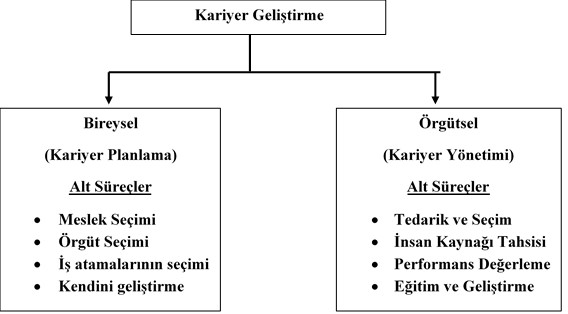 Kariyer Geliştirme
Bireysel
(Kariyer Planlama)
Alt Süreçler
• Meslek Seçimi
• Örgüt Seçimi
• İş atamalarının seçimi
• Kendini geliştirme
Örgütsel
(Kariyer Yönetimi)
Alt Süreçler
• Tedarik ve Seçim
• İnsan Kaynağı Tahsisi
• Performans Değerleme
• Eğitim ve Geliştirme